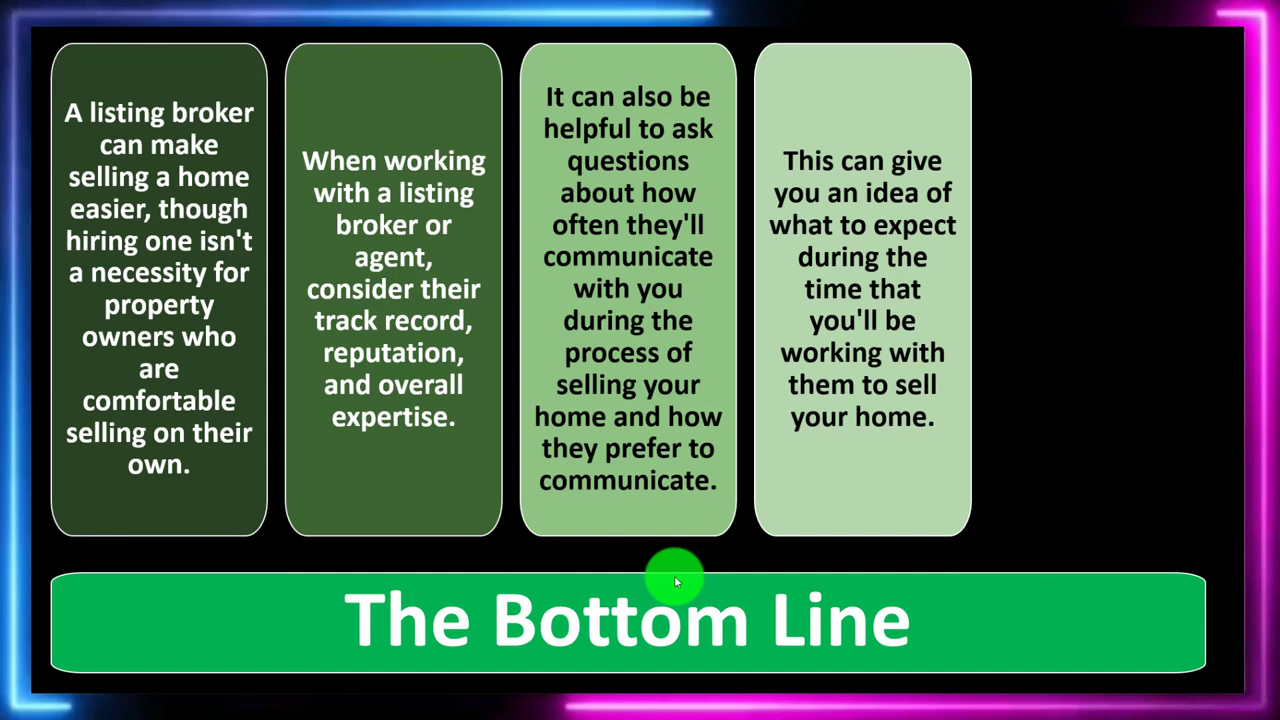 A listing broker
can make
selling a home
easier, though
hiring one isn't
a necessity for
property
owners who
are
comfortable
selling on their
own.
When working
with a listing
broker or
agent,
consider their
track record,
reputation,
and overall
expertise.
It can also be
helpful to ask
questions
about how
often they'll
communicate
with you
during the
process of
selling your
home and how
they prefer to
communicate.
This can give
you an idea of
what to expect
during the
time that
you'll be
working with
them to sell
your home.
The Bottom Line